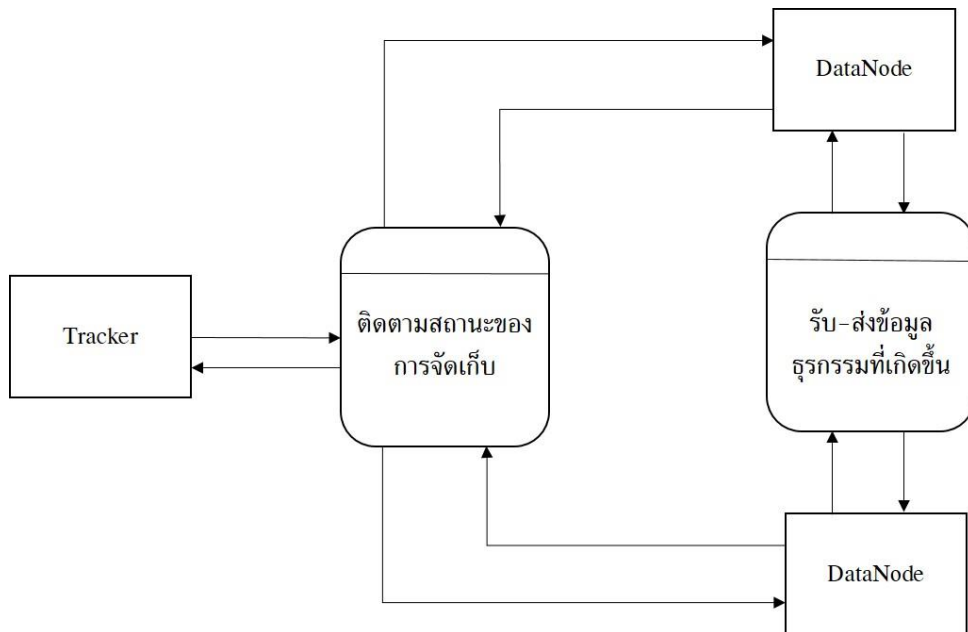 DataNode
Tracker
ติดตามสถานะของ
การจัดเก็บ
รับ-ส่งข้อมูล
ธุรกรรมที่เกิดขึ้น
DataNode